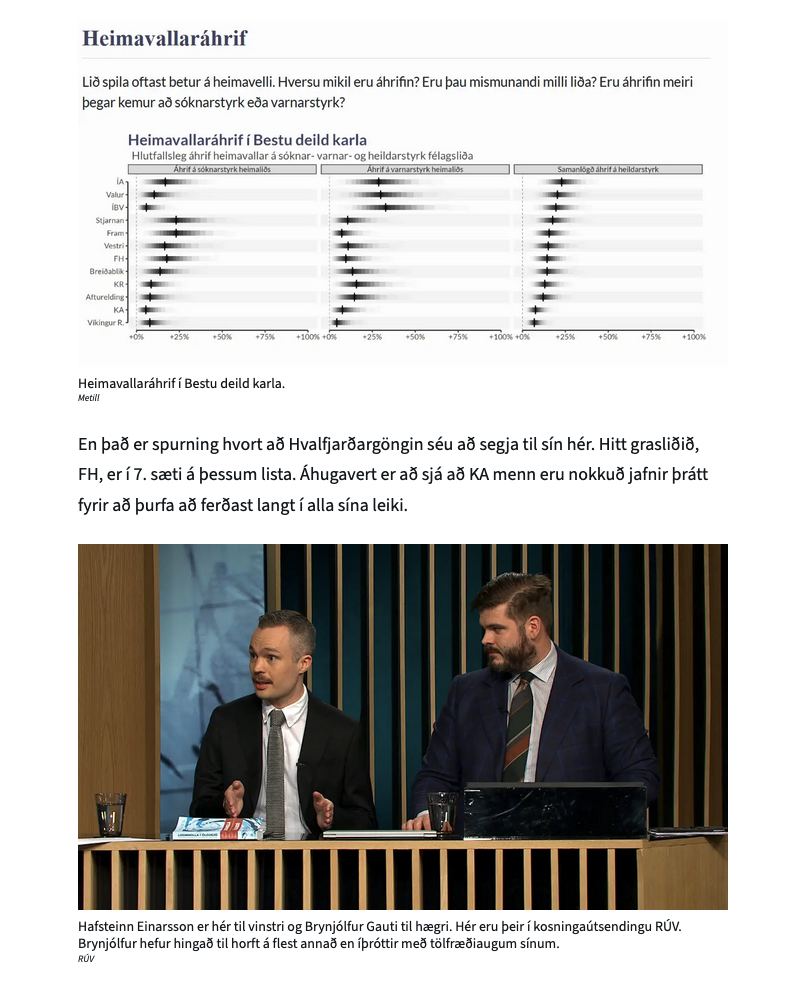 Heimavallaráhrif
Lið spila oftast betur á heimavelli. Hversu mikil eru áhrifin? Eru þau mismunandi milli liða? Eru áhrifin meiri
þegar kemur að sóknarstyrk eða varnarstyrk?
Heimavallaráhrif í Bestu deild karla
Hlutfallsleg áhrif heimavallar á sóknar- varnar- og heildarstyrk félagsliða
Áhrif á sóknarstyrk heimaliðs Áhrif á varnarstyrk heimaliðs Samanlögð áhrif á heildarstyrk
ÍA
Valur
ÍBV
Stjarnan
Fram
Vestri
FH
Breiðablik
KR
Afturelding
KA
Víkingur R.
+0% +25% +50% +75% +100% +0% +25% +50% +75% +100% +0% +25% +50% +75% +100%
Heimavallaráhrif í Bestu deild karla.
Metill
En það er spurning hvort að Hvalfjarðargöngin séu að segja til sín hér. Hitt grasliðið,
FH, er í 7. sæti á þessum lista. Áhugavert er að sjá að KA menn eru nokkuð jafnir þrátt
fyrir að þurfa að ferðast langt í alla sína leiki.
Hafsteinn Einarsson er hér til vinstri og Brynjólfur Gauti til hægri. Hér eru þeir í kosningaútsendingu RÚV.
Brynjólfur hefur hingað til horft á flest annað en íþróttir með tölfræðiaugum sínum.
RÚV